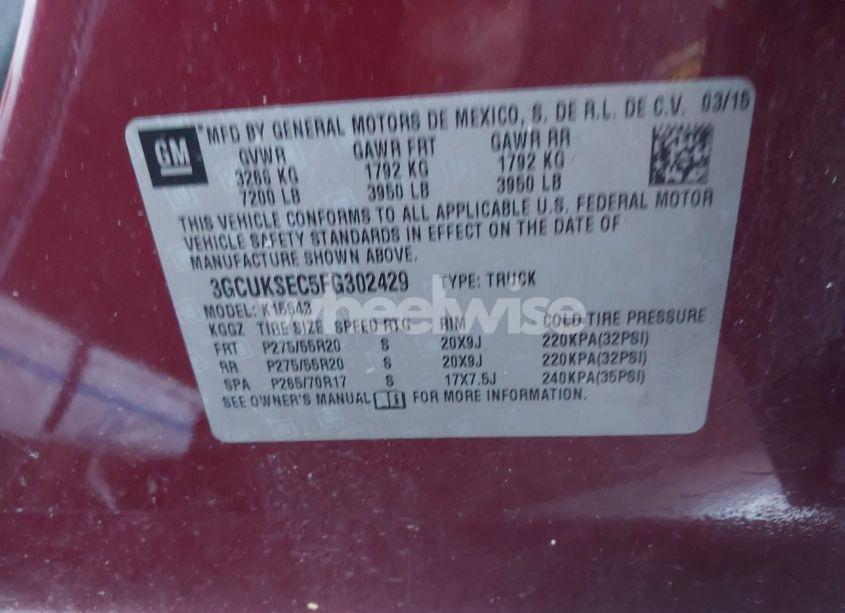 GM
* MFD BY GENERAL MOTORS DE MEXICO, S. DE R.L. DE C.V. 03/15
GVWR GAWR FRT GAWR RR
3266 KG 1792 KG 1792 KG
7200 LB 3950 LB 3950 LB
THIS VEHICLE CONFORMS TO ALL APPLICABLE U.S. FEDERAL MOTOR
VEHICLE SAFETY STANDARDS IN EFFECT ON THE DATE OF
MANUFACTURE SHOWN ABOVE.
3GCUKSEC5FG302429 TYPE: TRUCK
MODEL: K15543
KGGZ TIRE SIZE SPEED RTG RIM COLD TIRE PRESSURE
FRT P275/55R20 S 20X9J 220KPA(32PSI)
RR P275/55R20 S 20X9J 220KPA(32PSI)
SPA P265/70R17 S 17X7.5J 240KPA(35PSI)
SEE OWNER'S MANUAL FOR MORE INFORMATION.
wheelwise